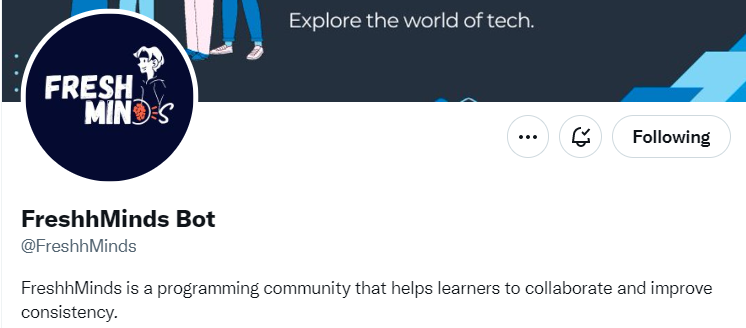 Explore the world of tech.
FRESH
MINDS
Following
FreshhMinds Bot
@FreshhMinds
FreshhMinds is a programming community that helps learners to collaborate and improve
consistency.